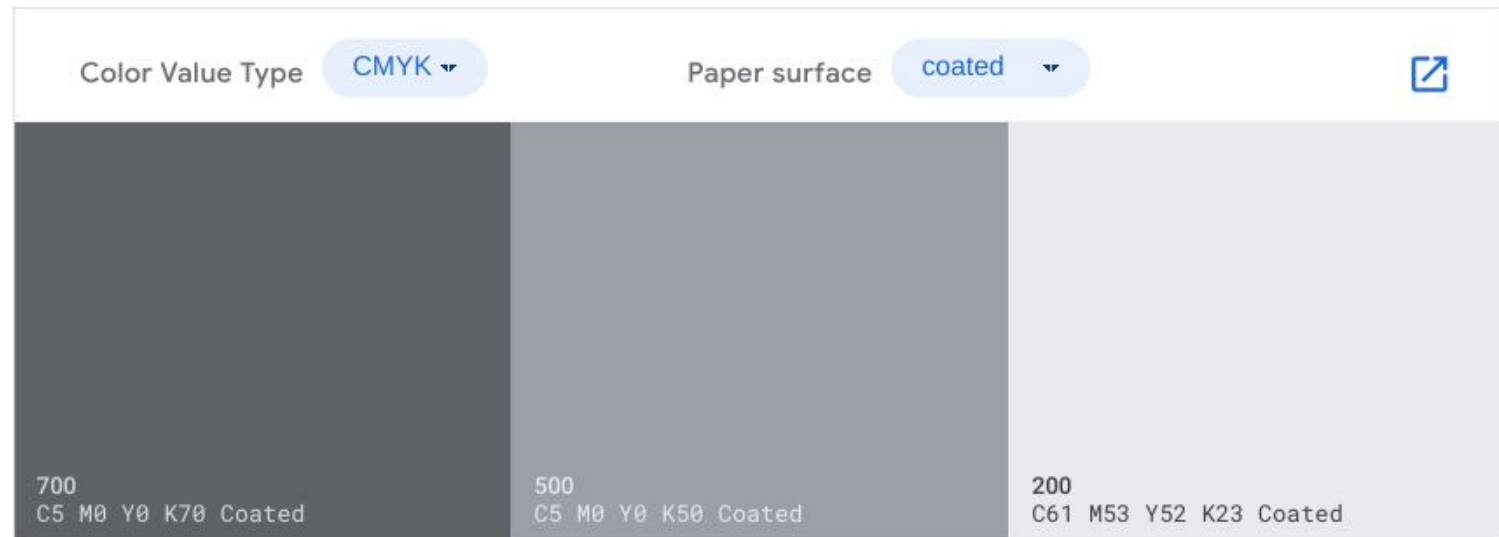 Color Value Type CMYK
Paper surface coated
700
C5 M0 Y0 K70 Coated
500
C5 M0 Y0 K50 Coated
200
C61 M53 Y52 K23 Coated